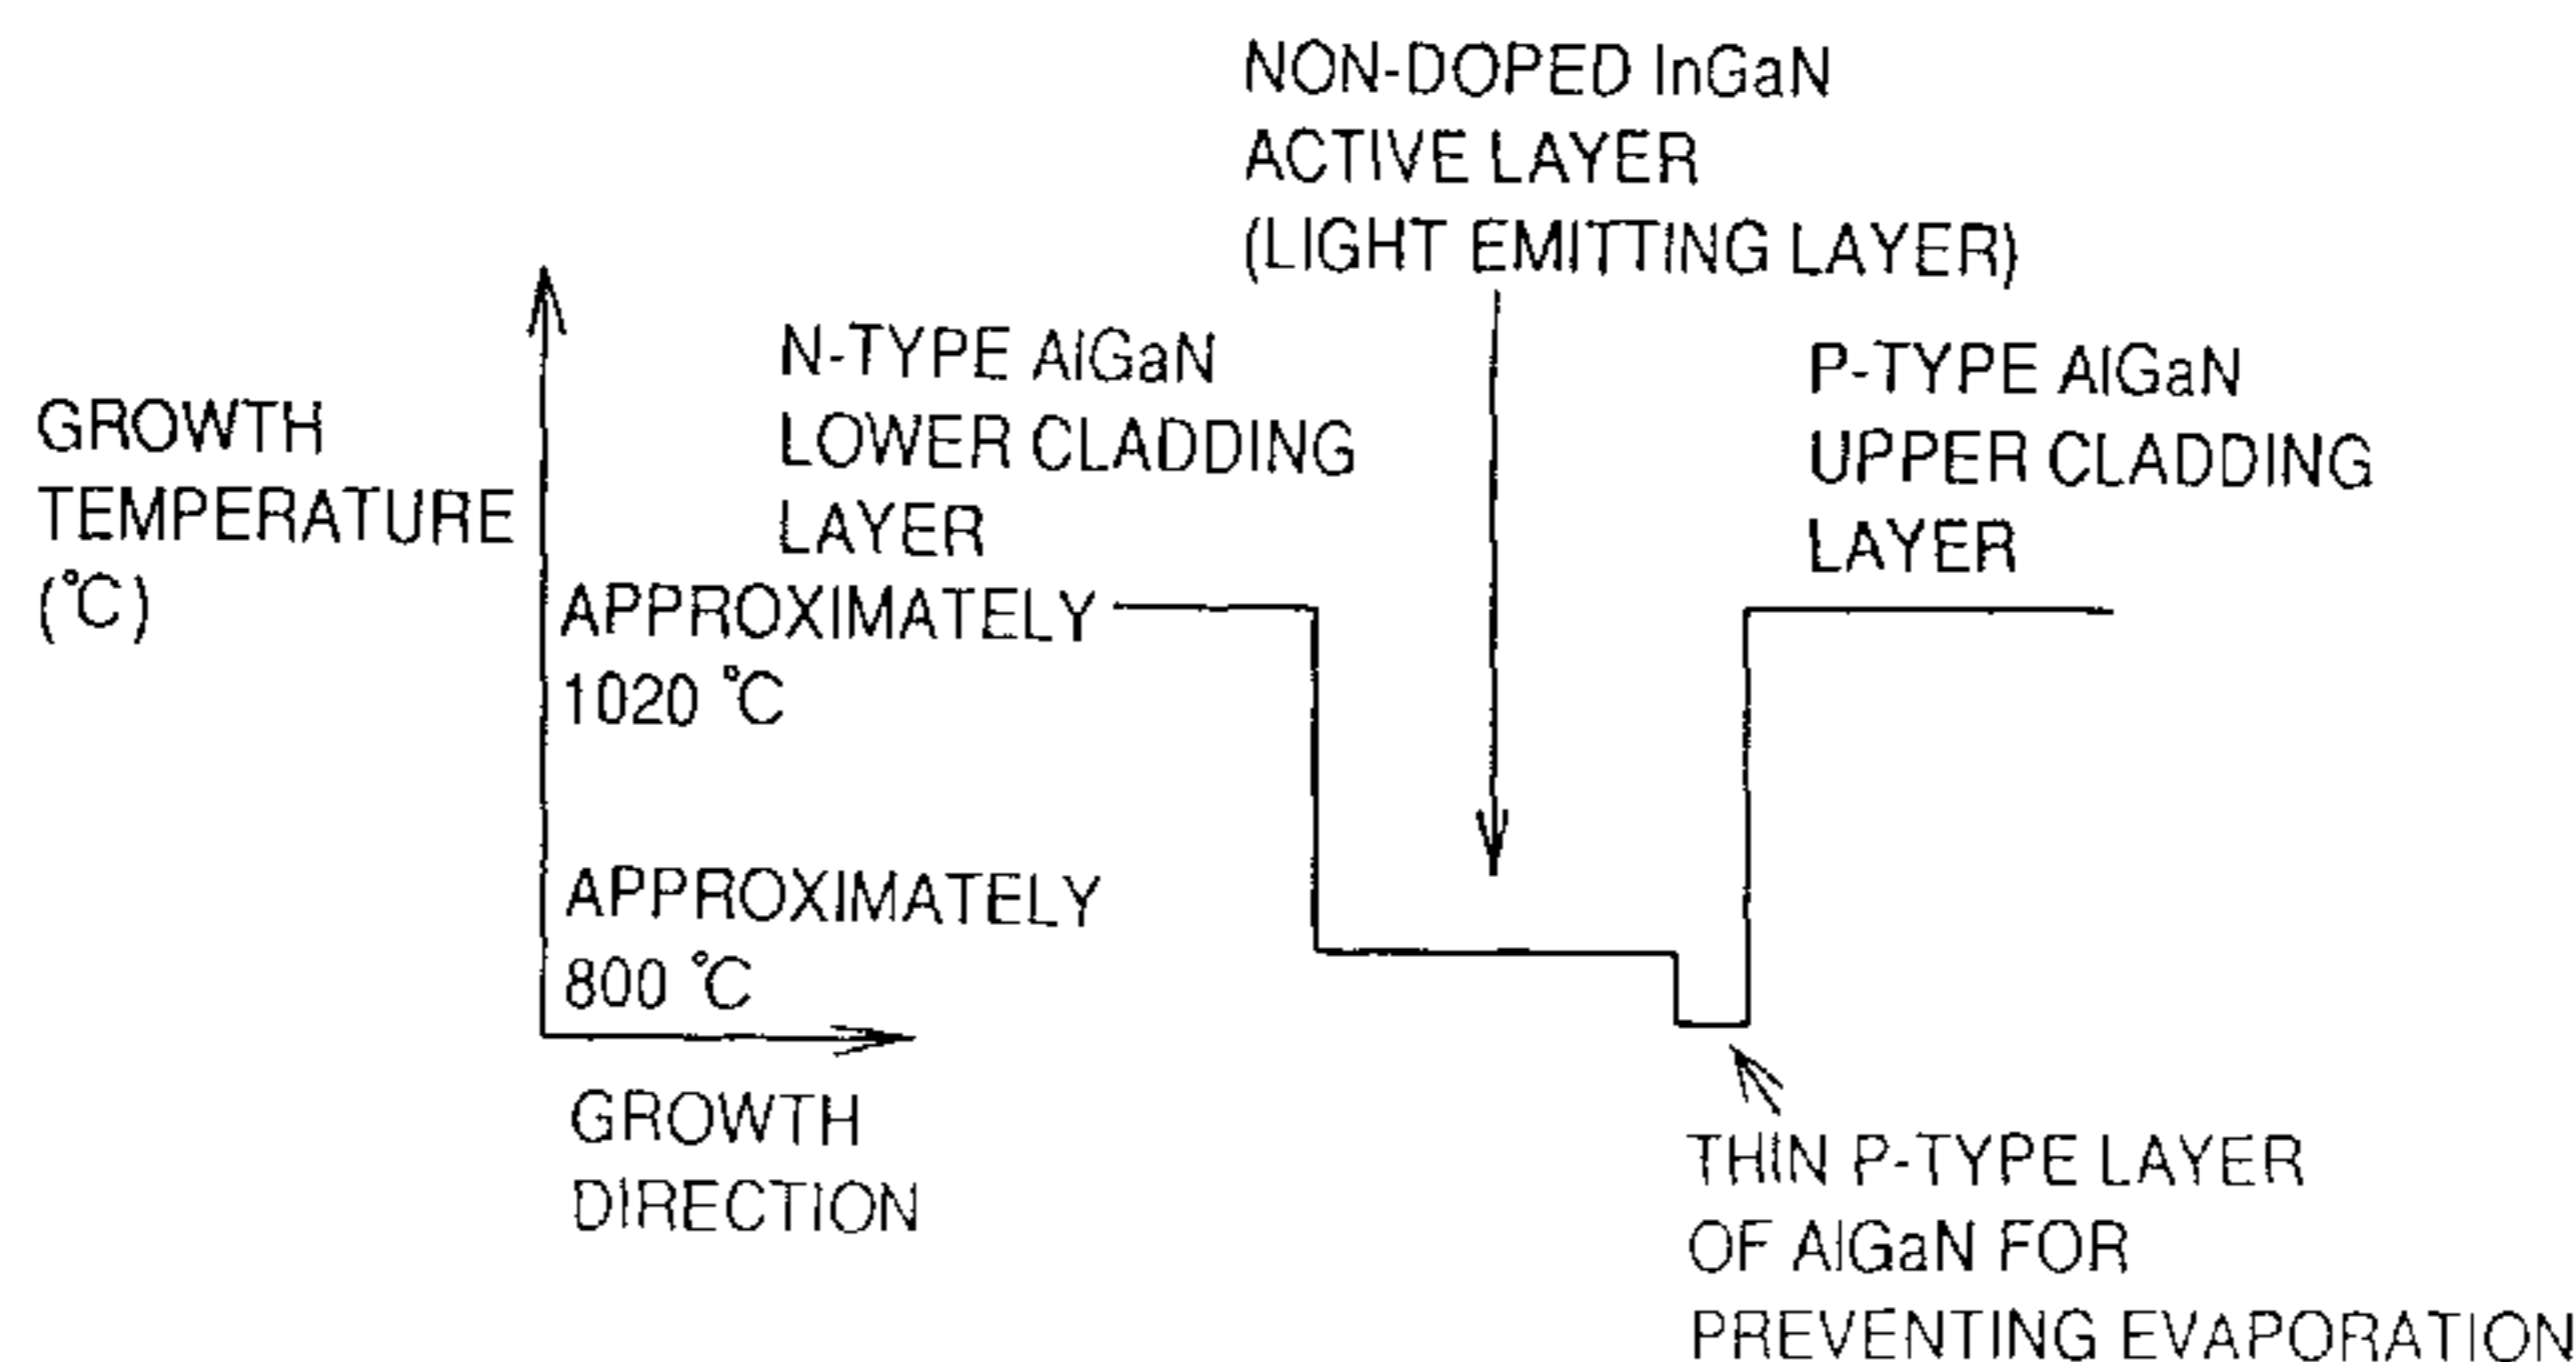 NON-DOPED InGaN
ACTIVE LAYER
(LIGHT EMITTING LAYER)
N-TYPE AlGaN
LOWER CLADDING
LAYER
P-TYPE AlGaN
UPPER CLADDING
LAYER
GROWTH
TEMPERATURE
(°C)
APPROXIMATELY
1020 °C
APPROXIMATELY
800 °C
GROWTH
DIRECTION
THIN P-TYPE LAYER
OF AlGaN FOR
PREVENTING EVAPORATION